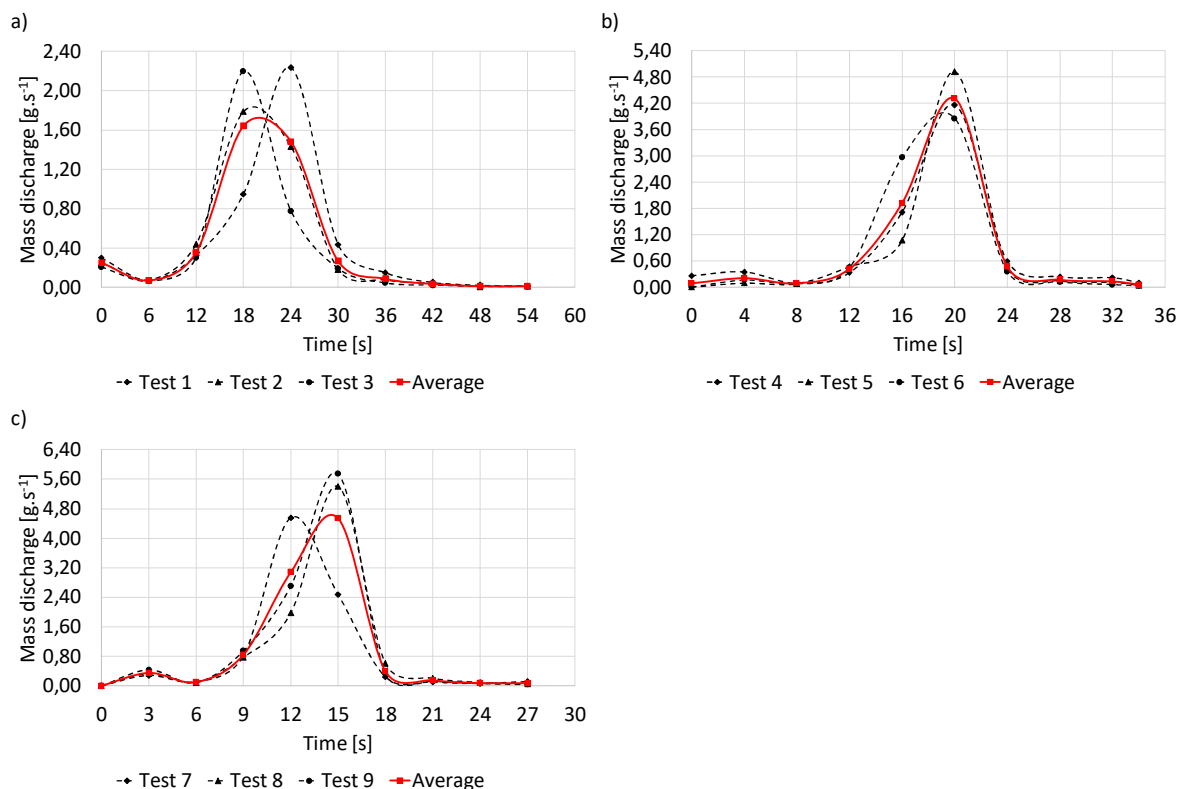 a)
Mass discharge [g.s⁻¹]
2,40
2,00
1,60
1,20
0,80
0,40
0,00
0 6 12 18 24 30 36 42 48 54 60
Time [s]
Test 1 Test 2 Test 3 Average
b)
Mass discharge [g.s⁻¹]
5,40
4,80
4,20
3,60
3,00
2,40
1,80
1,20
0,60
0,00
0 4 8 12 16 20 24 28 32 36
Time [s]
Test 4 Test 5 Test 6 Average
c)
Mass discharge [g.s⁻¹]
6,40
5,60
4,80
4,00
3,20
2,40
1,60
0,80
0,00
0 3 6 9 12 15 18 21 24 27 30
Time [s]
Test 7 Test 8 Test 9 Average